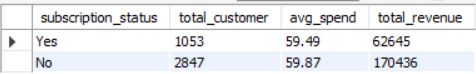 subscription_status total_customer avg_spend total_revenue
Yes 1053 59.49 62645
No 2847 59.87 170436